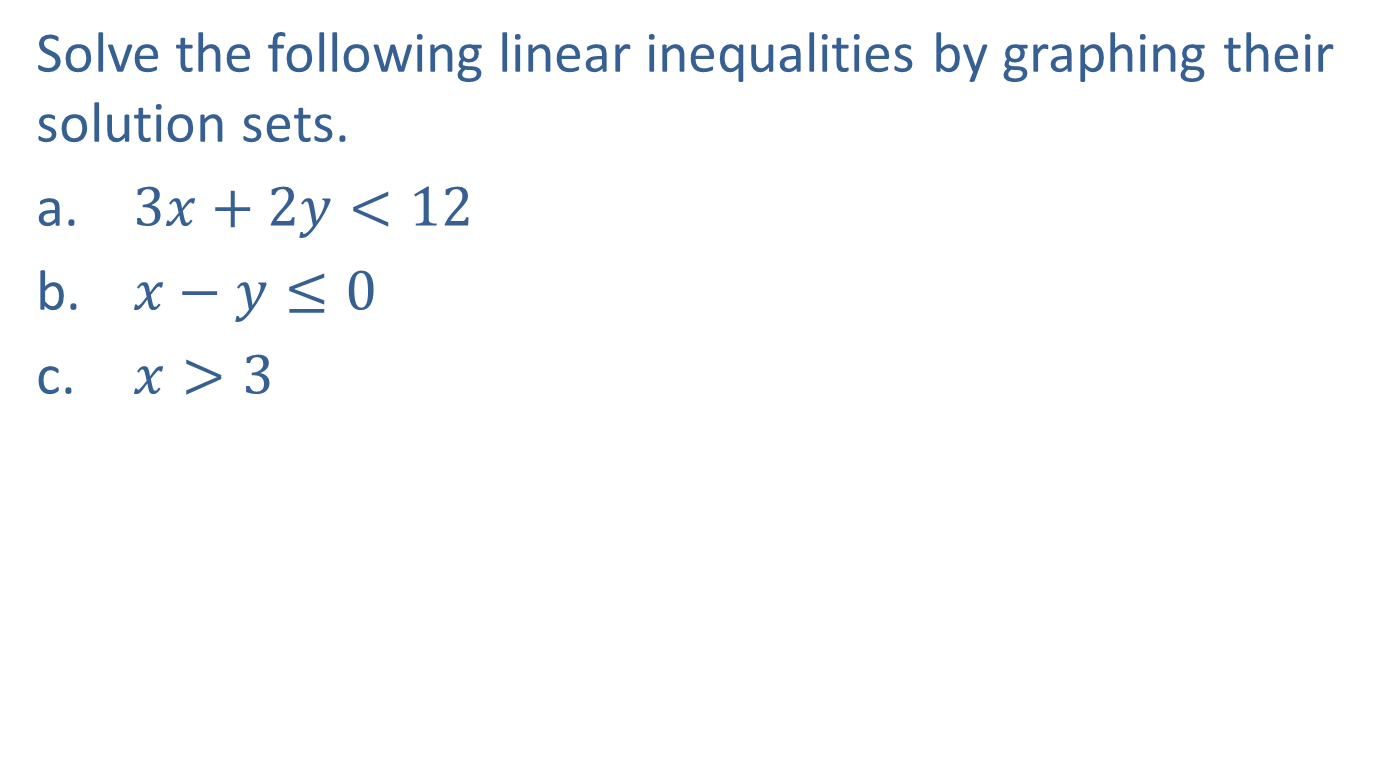 Solve the following linear inequalities by graphing their
solution sets.
a. 3𝑥 + 2𝑦 < 12
b. 𝑥 − 𝑦 ≤ 0
c. 𝑥 > 3